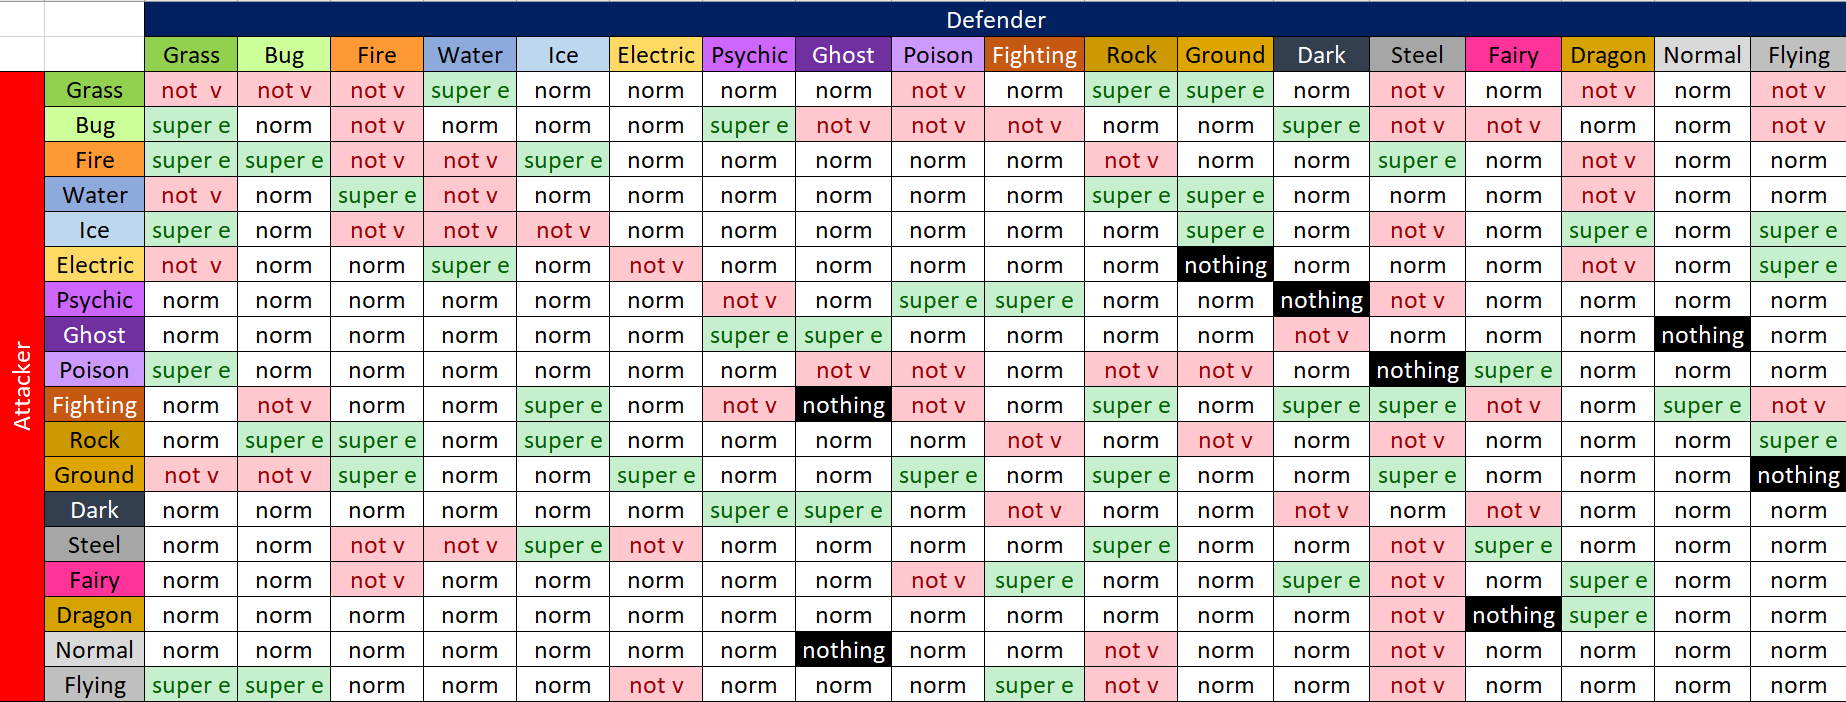 Defender
Grass Bug Fire Water Ice Electric Psychic Ghost Poison Fighting Rock Ground Dark Steel Fairy Dragon Normal Flying
Attacker
Grass not v not v not v super e norm norm norm norm not v norm super e super e norm not v norm not v norm not v
Bug super e norm not v norm norm norm super e not v not v not v norm norm super e not v not v norm norm not v
Fire super e super e not v not v super e norm norm norm norm norm not v norm norm super e norm not v norm norm
Water not v norm super e not v norm norm norm norm norm norm super e super e norm norm norm not v norm norm
Ice super e norm not v not v not v norm norm norm norm norm norm super e norm not v norm super e norm super e
Electric not v norm norm super e norm not v norm norm norm norm norm nothing norm norm norm not v norm super e
Psychic norm norm norm norm norm norm not v norm super e super e norm norm nothing not v norm norm norm norm
Ghost norm norm norm norm norm norm super e super e norm norm norm norm not v norm norm norm nothing norm
Poison super e norm norm norm norm norm norm not v not v norm not v not v norm nothing super e norm norm norm
Fighting norm not v norm norm super e norm not v nothing not v norm super e norm super e super e not v norm super e not v
Rock norm super e super e norm super e norm norm norm norm not v norm not v norm not v norm norm norm super e
Ground not v not v super e norm norm super e norm norm super e norm super e norm norm super e norm norm norm nothing
Dark norm norm norm norm norm norm super e super e norm not v norm norm not v norm not v norm norm norm
Steel norm norm not v not v super e not v norm norm norm norm super e norm norm not v super e norm norm norm
Fairy norm norm not v norm norm norm norm norm not v super e norm norm super e not v norm super e norm norm
Dragon norm norm norm norm norm norm norm norm norm norm norm norm norm not v nothing super e norm norm
Normal norm norm norm norm norm norm norm nothing norm norm not v norm norm not v norm norm norm norm
Flying super e super e norm norm norm not v norm norm norm super e not v norm norm not v norm norm norm norm